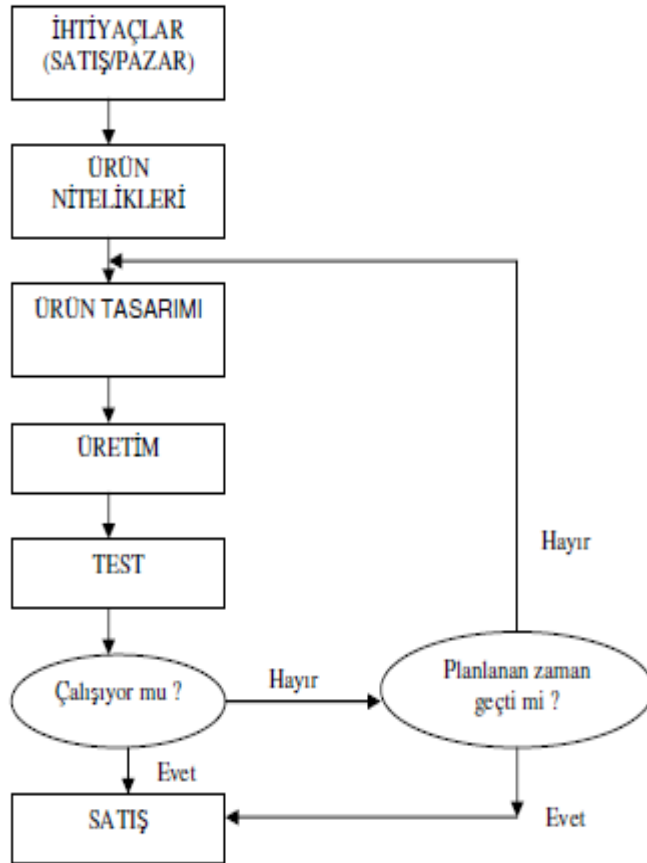 İHTİYAÇLAR
(SATIŞ/PAZAR)
ÜRÜN
NİTELİKLERİ
ÜRÜN TASARIMI
ÜRETİM
TEST
Hayır
Çalışıyor mu ?
Hayır
Planlanan zaman
geçti mi ?
Evet
SATIŞ
Evet